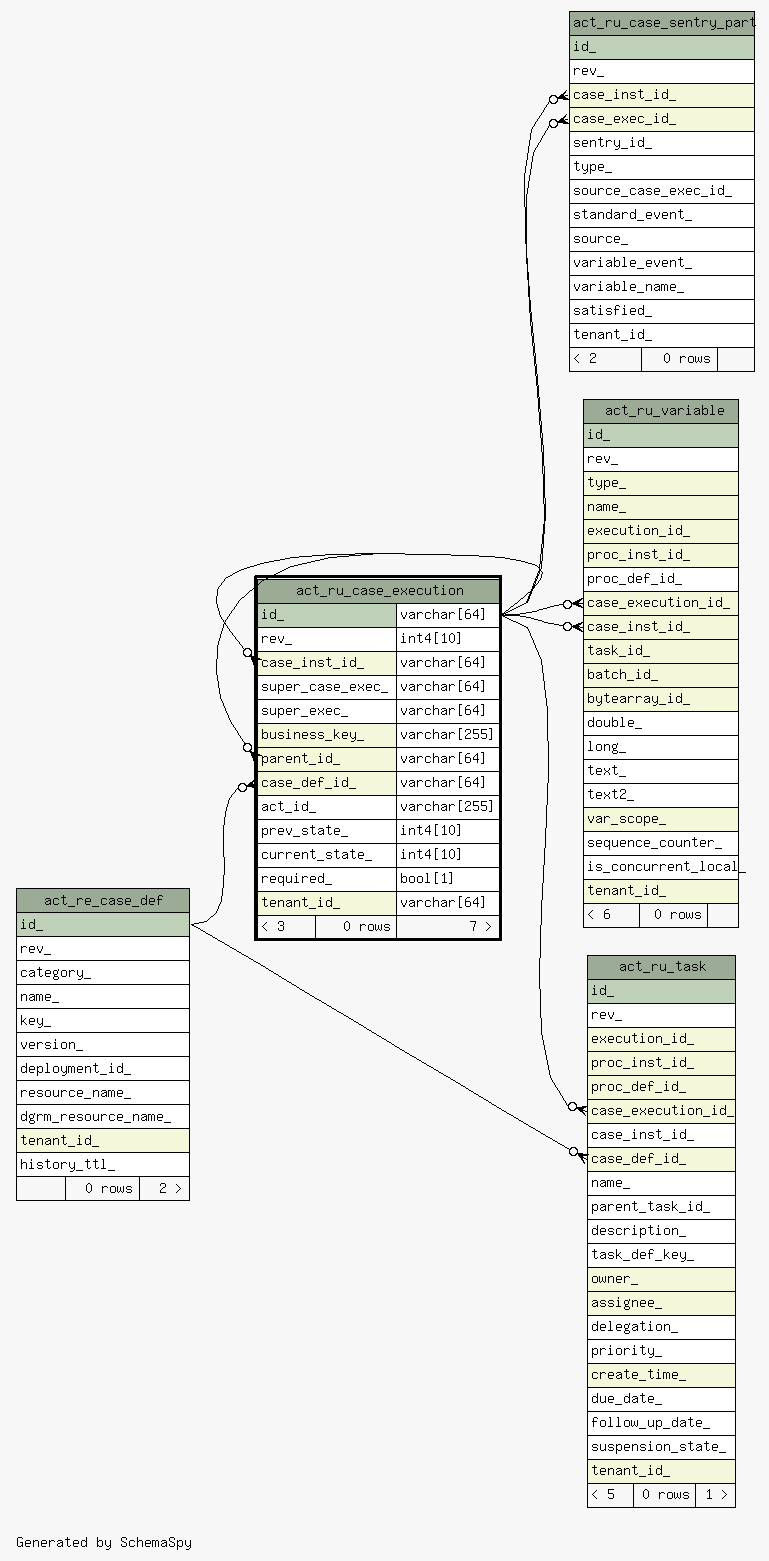 act_ru_case_sentry_part
id_
rev_
case_inst_id_
case_exec_id_
sentry_id_
type_
source_case_exec_id_
standard_event_
source_
variable_event_
variable_name_
satisfied_
tenant_id_
< 2 0 rows
act_ru_variable
id_
rev_
type_
name_
execution_id_
proc_inst_id_
proc_def_id_
case_execution_id_
case_inst_id_
task_id_
batch_id_
bytearray_id_
double_
long_
text_
text2_
var_scope_
sequence_counter_
is_concurrent_local_
tenant_id_
< 6 0 rows
act_ru_case_execution
id_ varchar[64]
rev_ int4[10]
case_inst_id_ varchar[64]
super_case_exec_ varchar[64]
super_exec_ varchar[64]
business_key_ varchar[255]
parent_id_ varchar[64]
case_def_id_ varchar[64]
act_id_ varchar[255]
prev_state_ int4[10]
current_state_ int4[10]
required_ bool[1]
tenant_id_ varchar[64]
< 3 0 rows 7 >
act_re_case_def
id_
rev_
category_
name_
key_
version_
deployment_id_
resource_name_
dgrm_resource_name_
tenant_id_
history_ttl_
0 rows 2 >
act_ru_task
id_
rev_
execution_id_
proc_inst_id_
proc_def_id_
case_execution_id_
case_inst_id_
case_def_id_
name_
parent_task_id_
description_
task_def_key_
owner_
assignee_
delegation_
priority_
create_time_
due_date_
follow_up_date_
suspension_state_
tenant_id_
< 5 0 rows 1 >
Generated by SchemaSpy